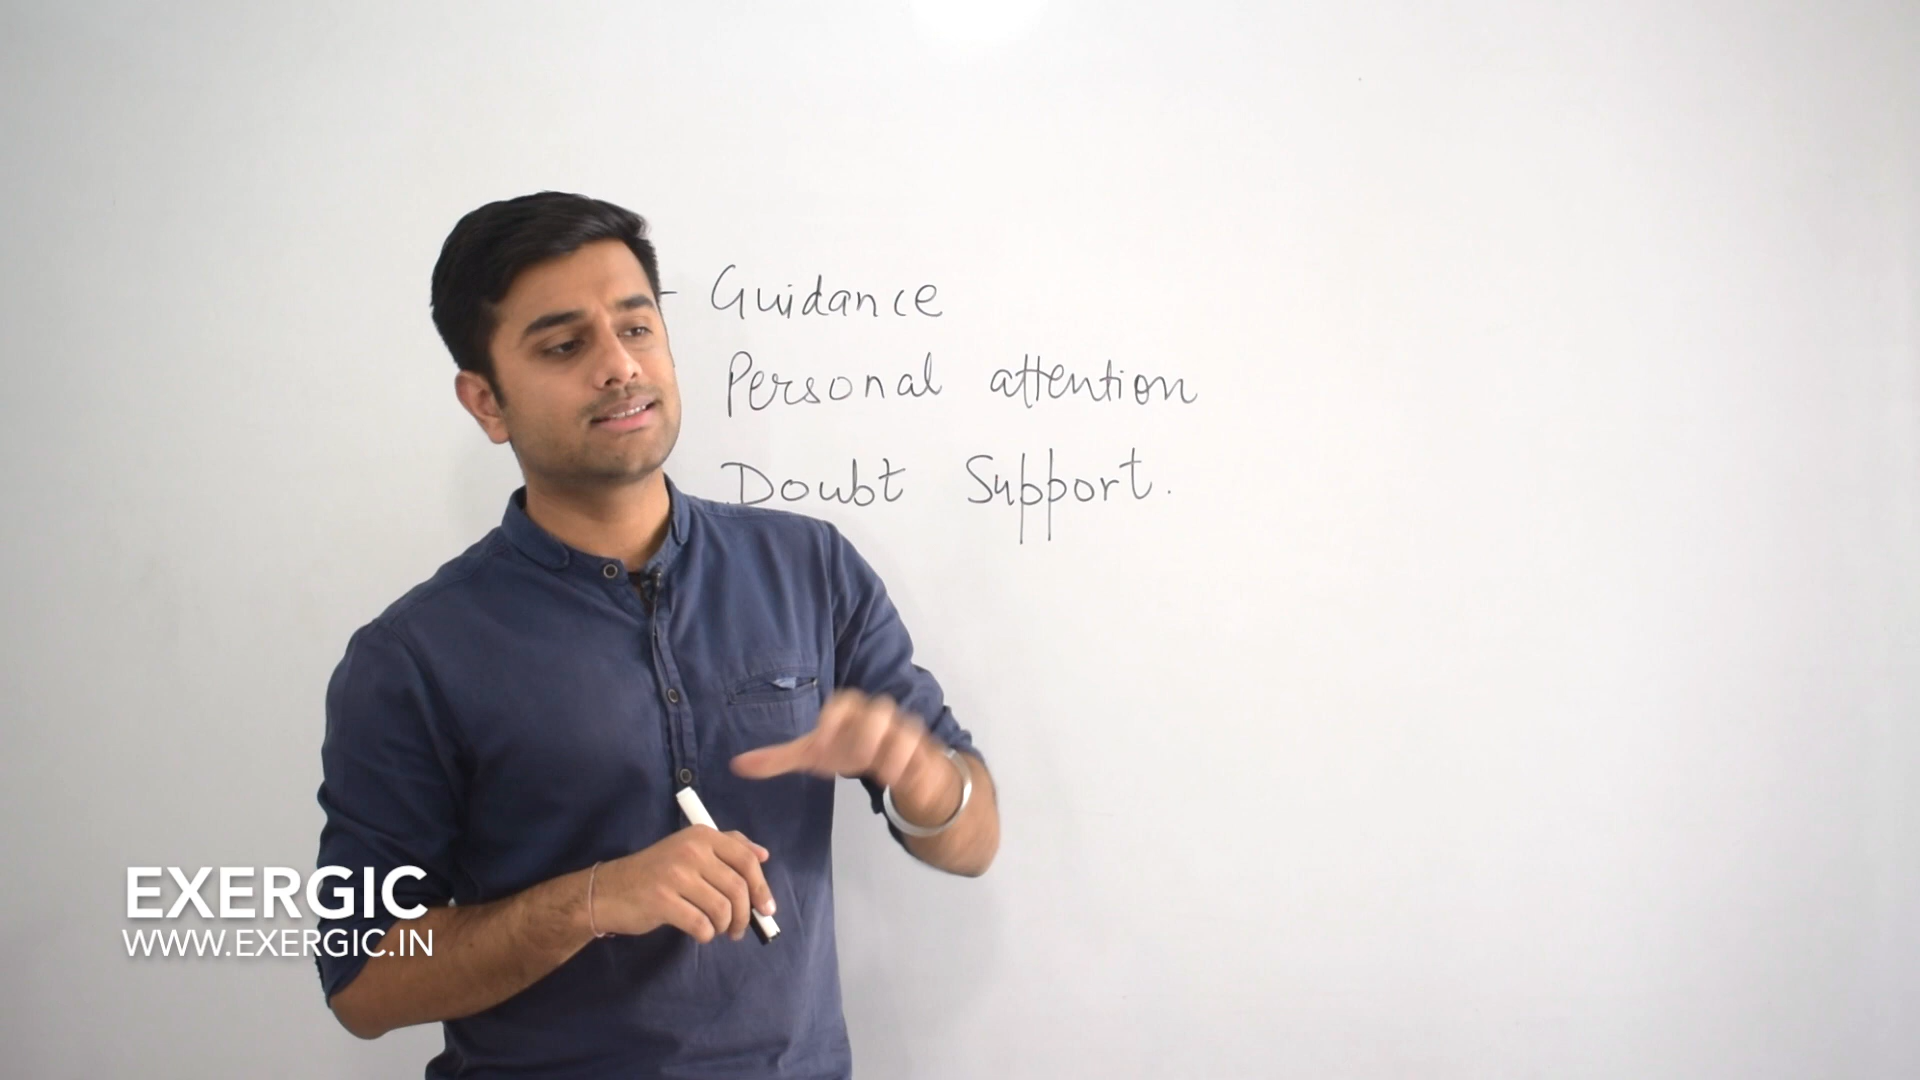 - Guidance
Personal attention
Doubt Support.
EXERGIC
WWW.EXERGIC.IN